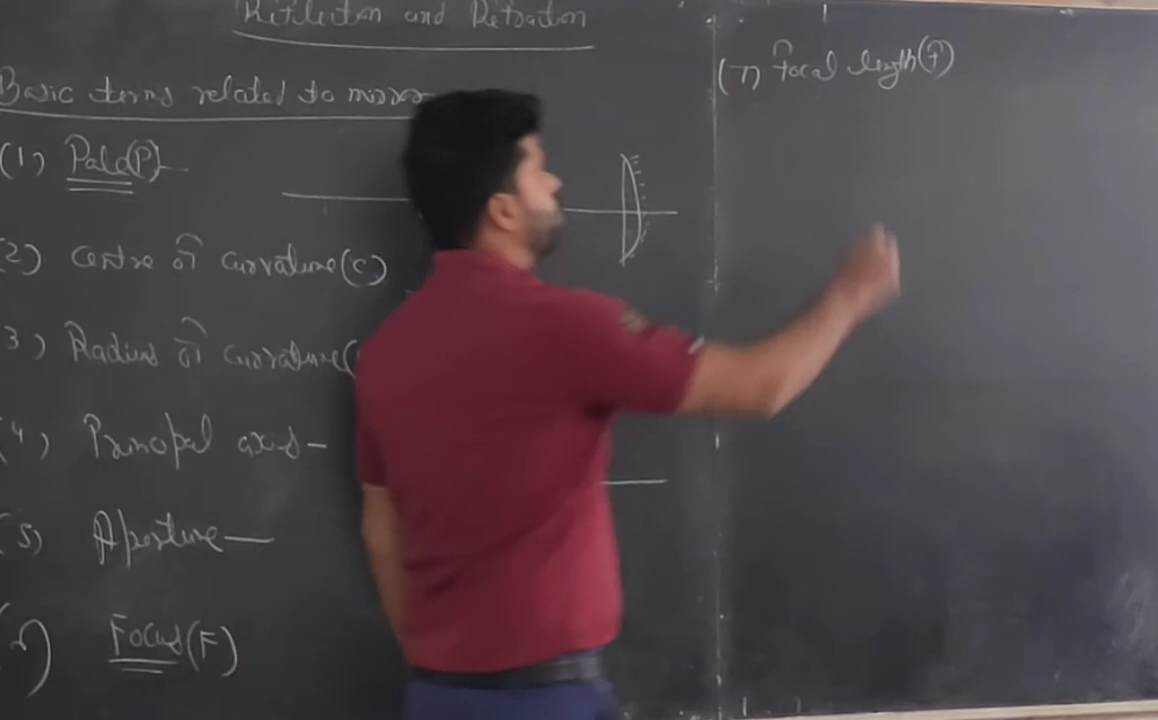 Reflection and Refraction
Basic terms related to mirror
(1) Pole(P)-
(2) Centre of curvature(C)
3) Radius of curvature(
(4) Principal axis-
(5) Aperture-
Focus(F)
(7) Focal length(f)